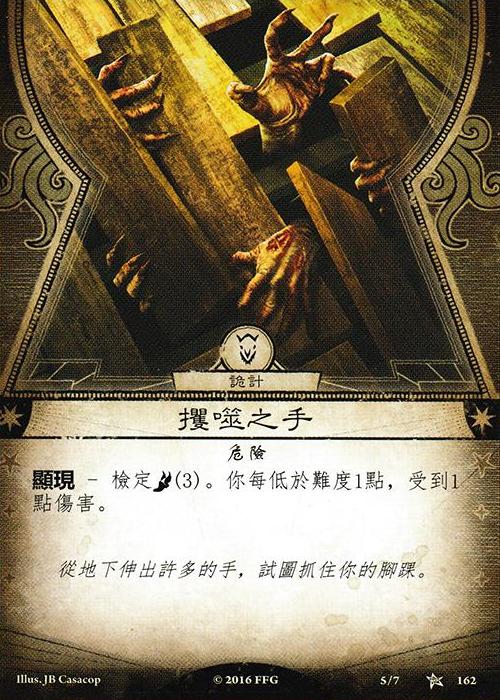 詭計
攫噬之手
危險
顯現 – 檢定(3)。你每低於難度1點，受到1
點傷害。
從地下伸出許多的手，試圖抓住你的腳踝。
Illus. JB Casacop © 2016 FFG 5/7 162